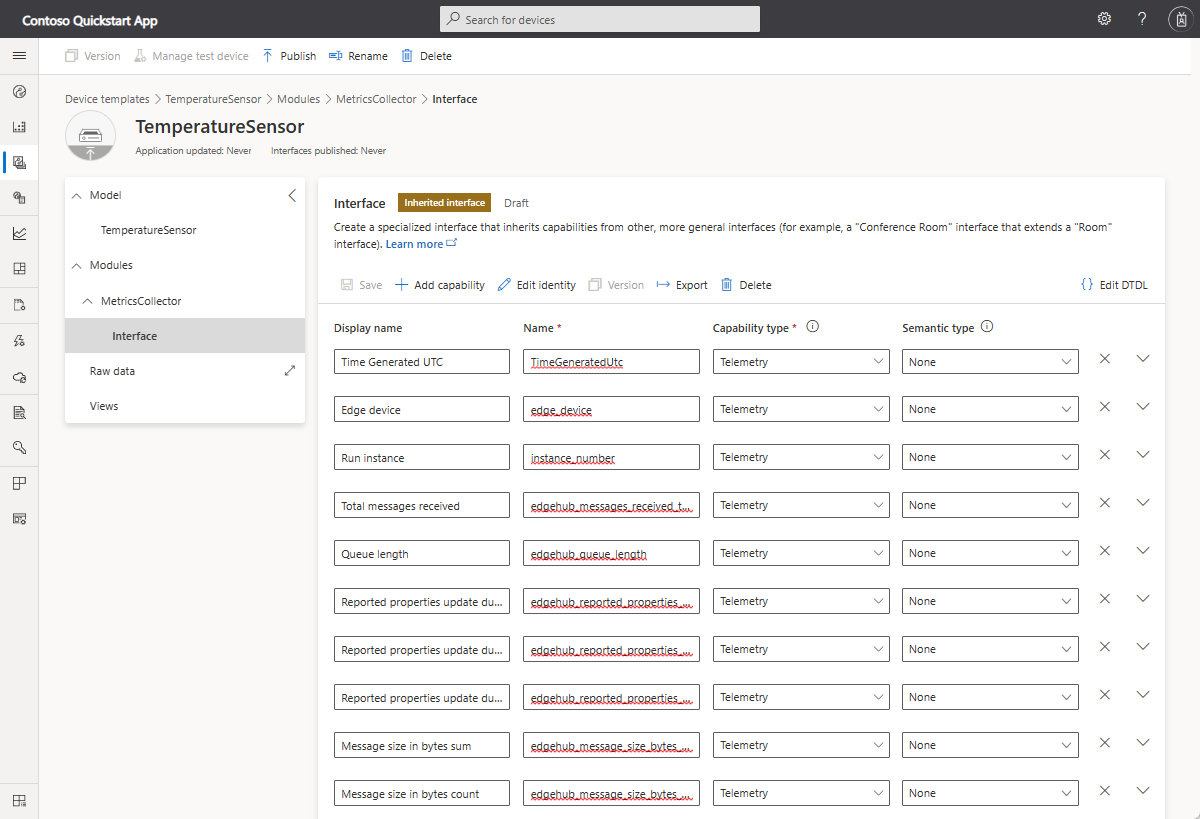 Contoso Quickstart App
Search for devices
Version Manage test device Publish Rename Delete
Device templates > TemperatureSensor > Modules > MetricsCollector > Interface
TemperatureSensor
Application updated: Never Interfaces published: Never
Model
TemperatureSensor
Modules
MetricsCollector
Interface
Raw data
Views
Interface Inherited interface Draft
Create a specialized interface that inherits capabilities from other, more general interfaces (for example, a "Conference Room" interface that extends a "Room"
interface). Learn more
Save Add capability Edit identity Version Export Delete {} Edit DTDL
Display name Name * Capability type * Semantic type
Time Generated UTC TimeGeneratedUtc Telemetry None
Edge device edge_device Telemetry None
Run instance instance_number Telemetry None
Total messages received edgehub_messages_received_t... Telemetry None
Queue length edgehub_queue_length Telemetry None
Reported properties update du... edgehub_reported_properties_... Telemetry None
Reported properties update du... edgehub_reported_properties_... Telemetry None
Reported properties update du... edgehub_reported_properties_... Telemetry None
Message size in bytes sum edgehub_message_size_bytes_... Telemetry None
Message size in bytes count edgehub_message_size_bytes_... Telemetry None